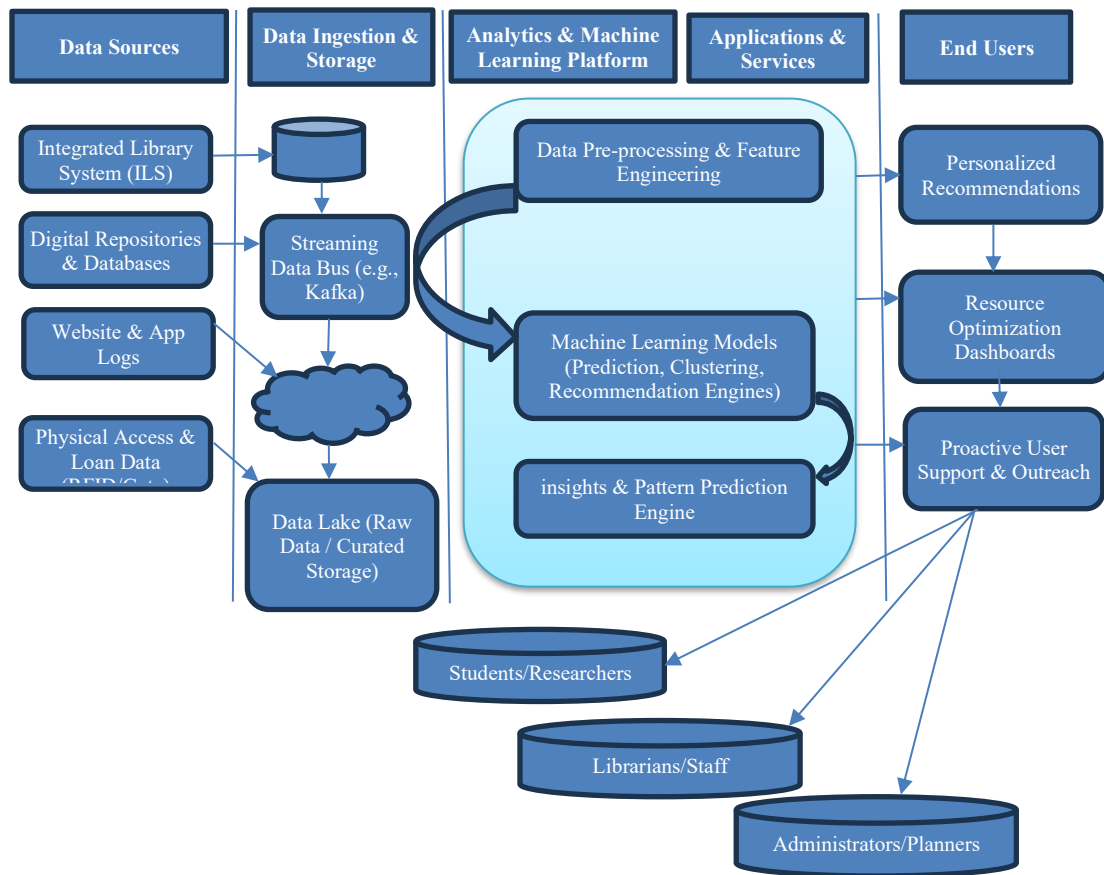 Data Sources
Data Ingestion &
Storage
Analytics & Machine
Learning Platform
Applications &
Services
End Users
Integrated Library
System (ILS)
Digital Repositories
& Databases
Website & App
Logs
Physical Access &
Loan Data
Streaming
Data Bus (e.g.,
Kafka)
Data Lake (Raw
Data / Curated
Storage)
Data Pre-processing & Feature
Engineering
Machine Learning Models
(Prediction, Clustering,
Recommendation Engines)
insights & Pattern Prediction
Engine
Personalized
Recommendations
Resource
Optimization
Dashboards
Proactive User
Support & Outreach
Students/Researchers
Librarians/Staff
Administrators/Planners